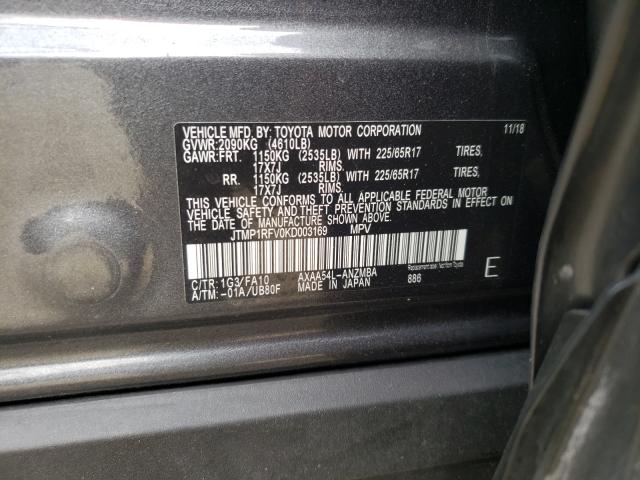 VEHICLE MFD. BY: TOYOTA MOTOR CORPORATION 11/18
GVWR:2090KG (4610LB)
GAWR:FRT. 1150KG (2535LB) WITH 225/65R17 TIRES,
17X7J RIMS.
RR. 1150KG (2535LB) WITH 225/65R17 TIRES,
17X7J RIMS.
THIS VEHICLE CONFORMS TO ALL APPLICABLE FEDERAL MOTOR
VEHICLE SAFETY AND THEFT PREVENTION STANDARDS IN EFFECT ON
THE DATE OF MANUFACTURE SHOWN ABOVE.
JTMP1RFV0KD003169 MPV
C/TR: 1G3/FA10 AXAA54L-ANZMBA
A/TM: -01A/UB80F MADE IN JAPAN 886 E